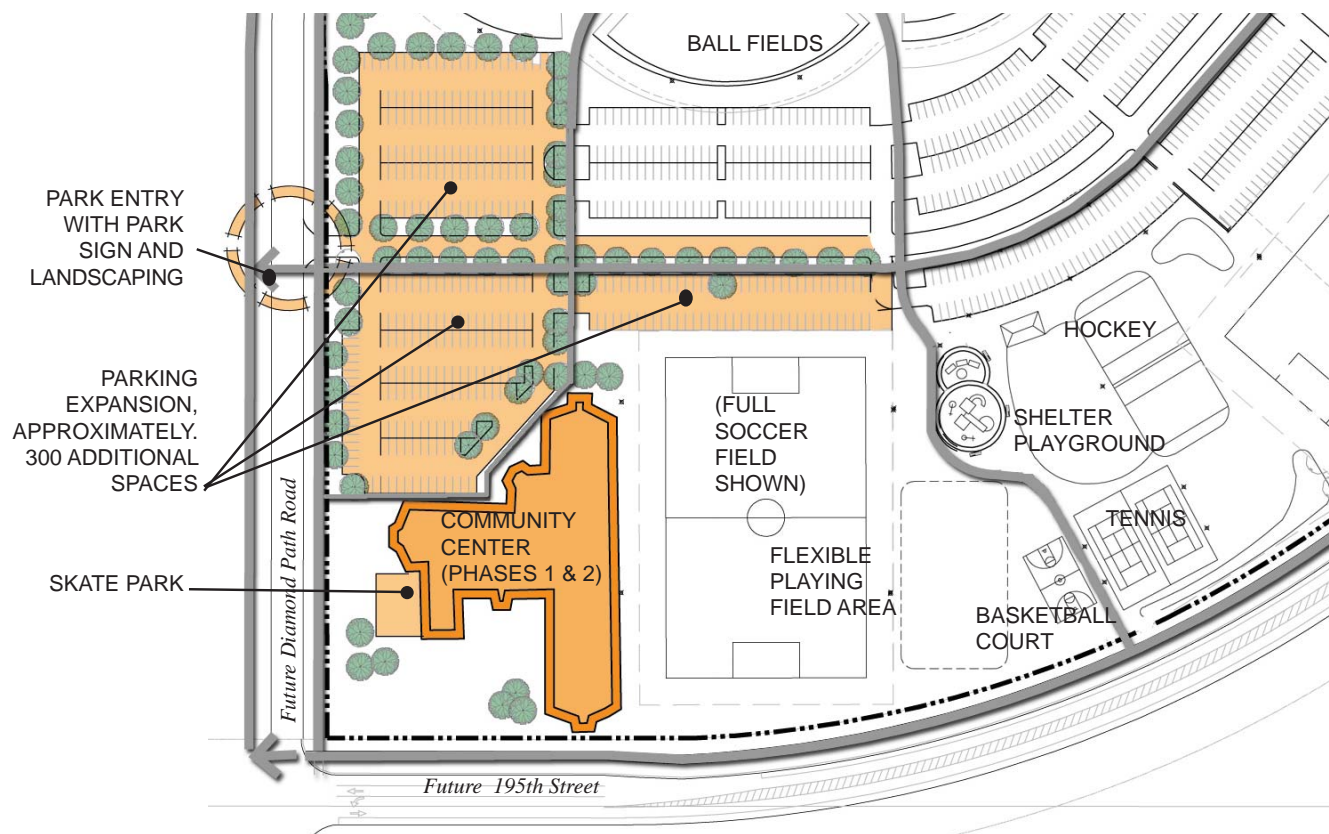 BALL FIELDS
PARK ENTRY
WITH PARK
SIGN AND
LANDSCAPING
PARKING
EXPANSION,
APPROXIMATELY.
300 ADDITIONAL
SPACES
SKATE PARK
Future Diamond Path Road
COMMUNITY
CENTER
(PHASES 1 & 2)
(FULL
SOCCER
FIELD
SHOWN)
FLEXIBLE
PLAYING
FIELD AREA
HOCKEY
SHELTER
PLAYGROUND
TENNIS
BASKETBALL
COURT
Future 195th Street